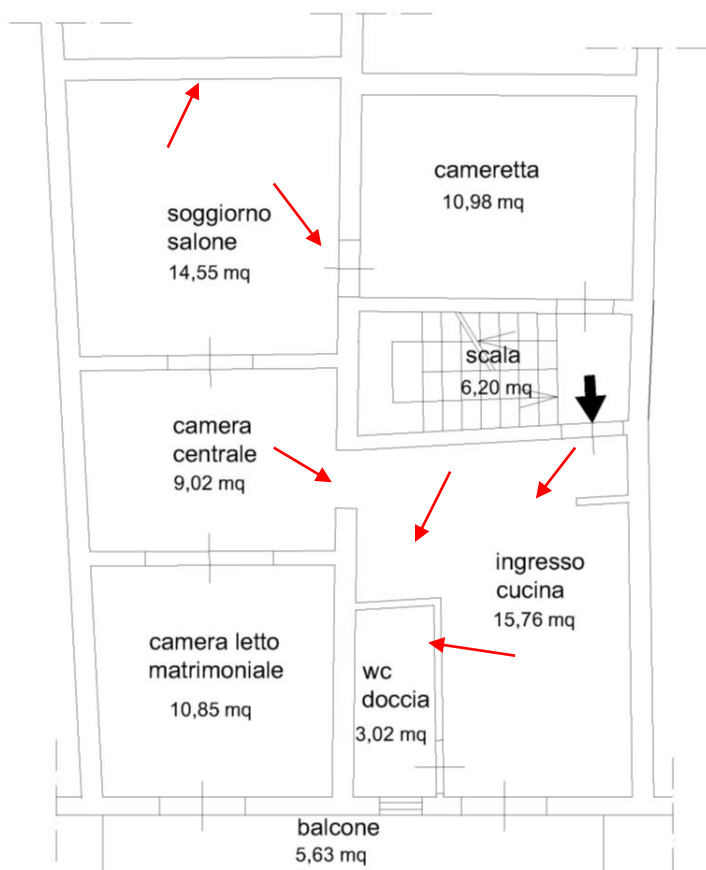 cameretta
10,98 mq
soggiorno
salone
14,55 mq
scala
6,20 mq
camera
centrale
9,02 mq
ingresso
cucina
15,76 mq
camera letto
matrimoniale
10,85 mq
wc
doccia
3,02 mq
balcone
5,63 mq